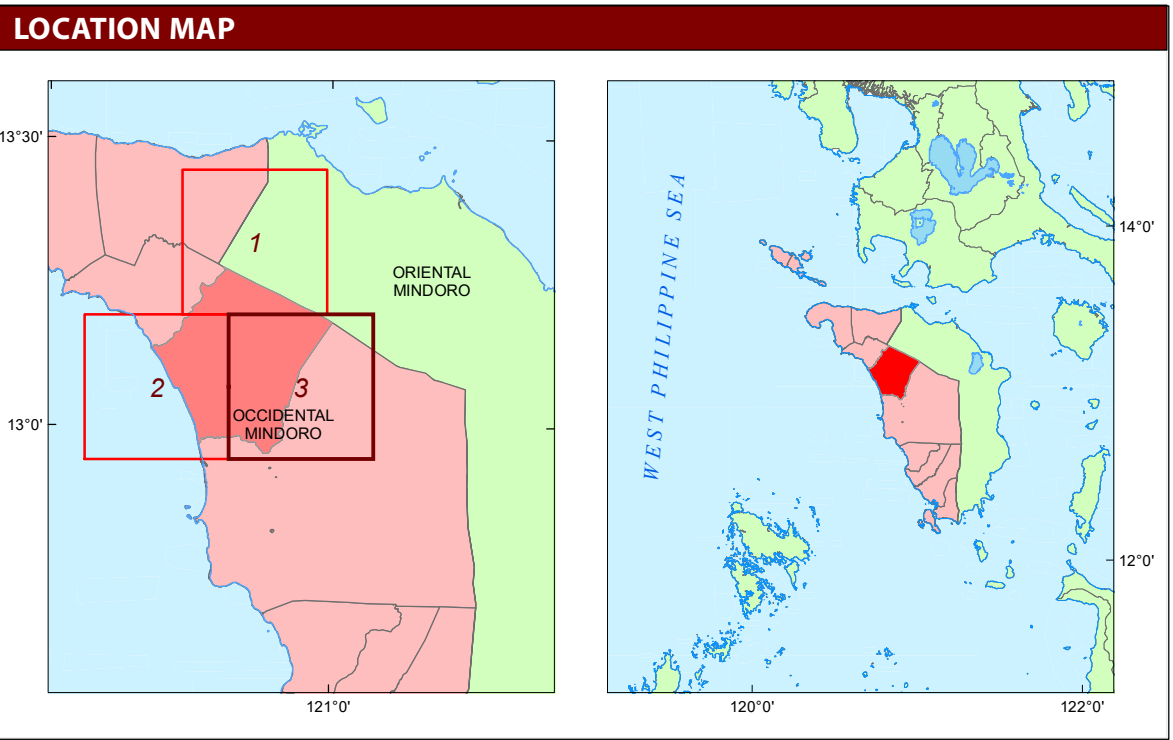 LOCATION MAP
13°30'
1
ORIENTAL
MINDORO
2
3
OCCIDENTAL
MINDORO
13°0'
121°0'
WEST PHILIPPINE SEA
14°0'
12°0'
120°0'
122°0'